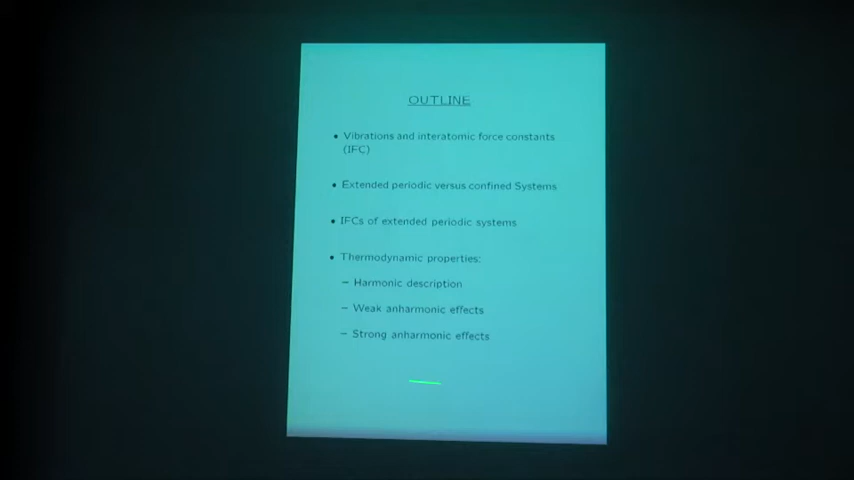 OUTLINE
• Vibrations and interatomic force constants
(IFC)
• Extended periodic versus confined Systems
• IFCs of extended periodic systems
• Thermodynamic properties:
– Harmonic description
– Weak anharmonic effects
– Strong anharmonic effects